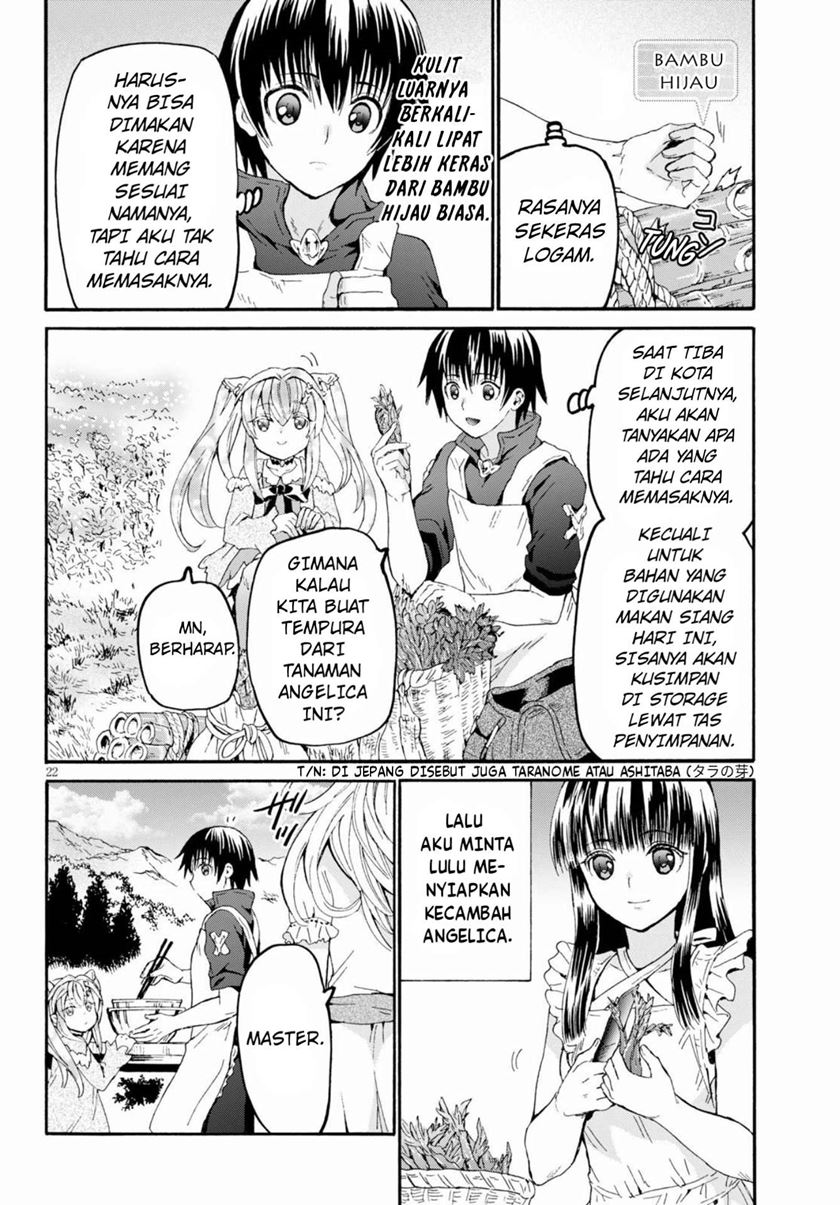 BAMBU
HIJAU
RASANYA
SEKERAS
LOGAM.
コン
TUNG
KULIT
LUARNYA
BERKALI-
KALI LIPAT
LEBIH KERAS
DARI BAMBU
HIJAU BIASA.
HARUS-
NYA BISA
DIMAKAN
KARENA
MEMANG
SESUAI
NAMANYA,
TAPI AKU TAK
TAHU CARA
MEMASAKNYA.
SAAT TIBA
DI KOTA
SELANJUTNYA,
AKU AKAN
TANYAKAN APA
ADA YANG
TAHU CARA
MEMASAKNYA.
KECUALI
UNTUK
BAHAN YANG
DIGUNAKAN
MAKAN SIANG
HARI INI,
SISANYA AKAN
KUSIMPAN
DI STORAGE
LEWAT TAS
PENYIMPANAN.
GIMANA
KALAU
KITA BUAT
TEMPURA
DARI
TANAMAN
ANGELICA
INI?
MN,
BERHARAP.
22
T/N: DI JEPANG DISEBUT JUGA TARANOME ATAU ASHITABA (タラの芽)
LALU
AKU MINTA
LULU ME-
NYIAPKAN
KECAMBAH
ANGELICA.
MASTER.